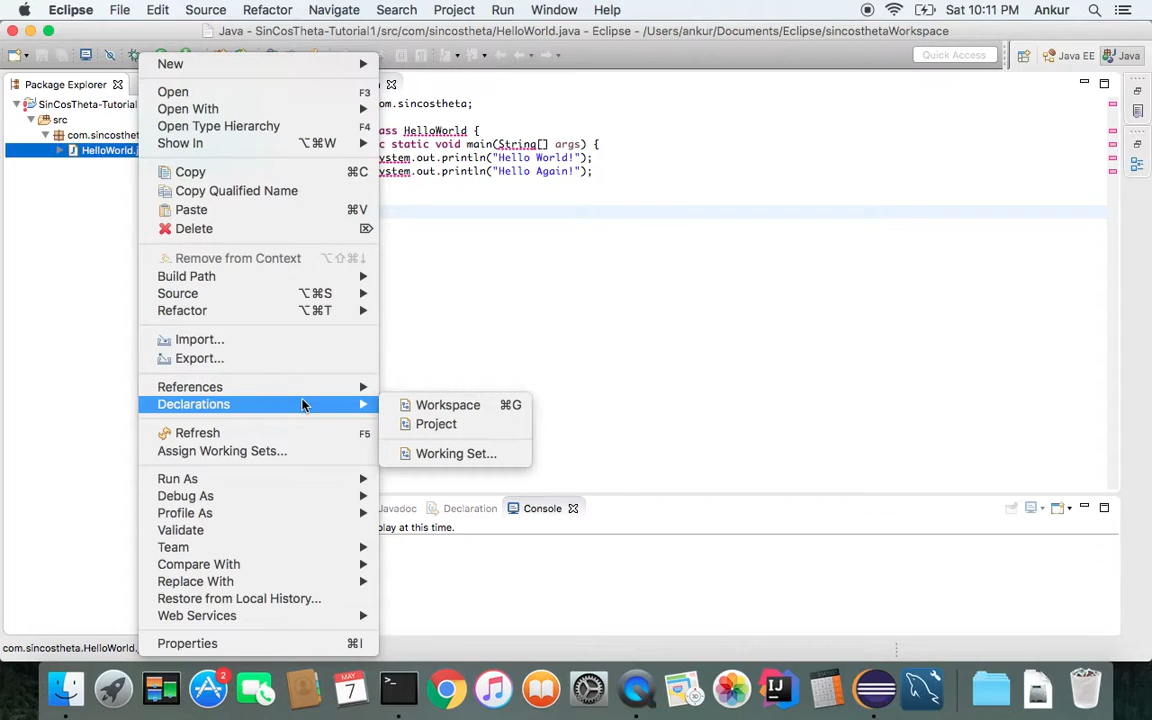 Eclipse File Edit Source Refactor Navigate Search Project Run Window Help Sat 10:11 PM Ankur
Java - SinCosTheta-Tutorial1/src/com/sincostheta/HelloWorld.java - Eclipse - /Users/ankur/Documents/Eclipse/sincosthetaWorkspace
Quick Access Java EE Java
Package Explorer
SinCosTheta-Tutorial
src
com.sincosthet
HelloWorld.j
om.sincostheta;
ass HelloWorld {
c static void main(String[] args) {
ystem.out.println("Hello World!");
ystem.out.println("Hello Again!");
New
Open F3
Open With
Open Type Hierarchy F4
Show In ⌥⌘W
Copy ⌘C
Copy Qualified Name
Paste ⌘V
Delete ⌦
Remove from Context ⌥⇧⌘↓
Build Path
Source ⌥⌘S
Refactor ⌥⌘T
Import...
Export...
References
Declarations
Refresh F5
Assign Working Sets...
Run As
Debug As
Profile As
Validate
Team
Compare With
Replace With
Restore from Local History...
Web Services
Properties ⌘I
Workspace ⌘G
Project
Working Set...
Javadoc Declaration Console
play at this time.
com.sincostheta.HelloWorld.
2
MAY
7
>_
IJ